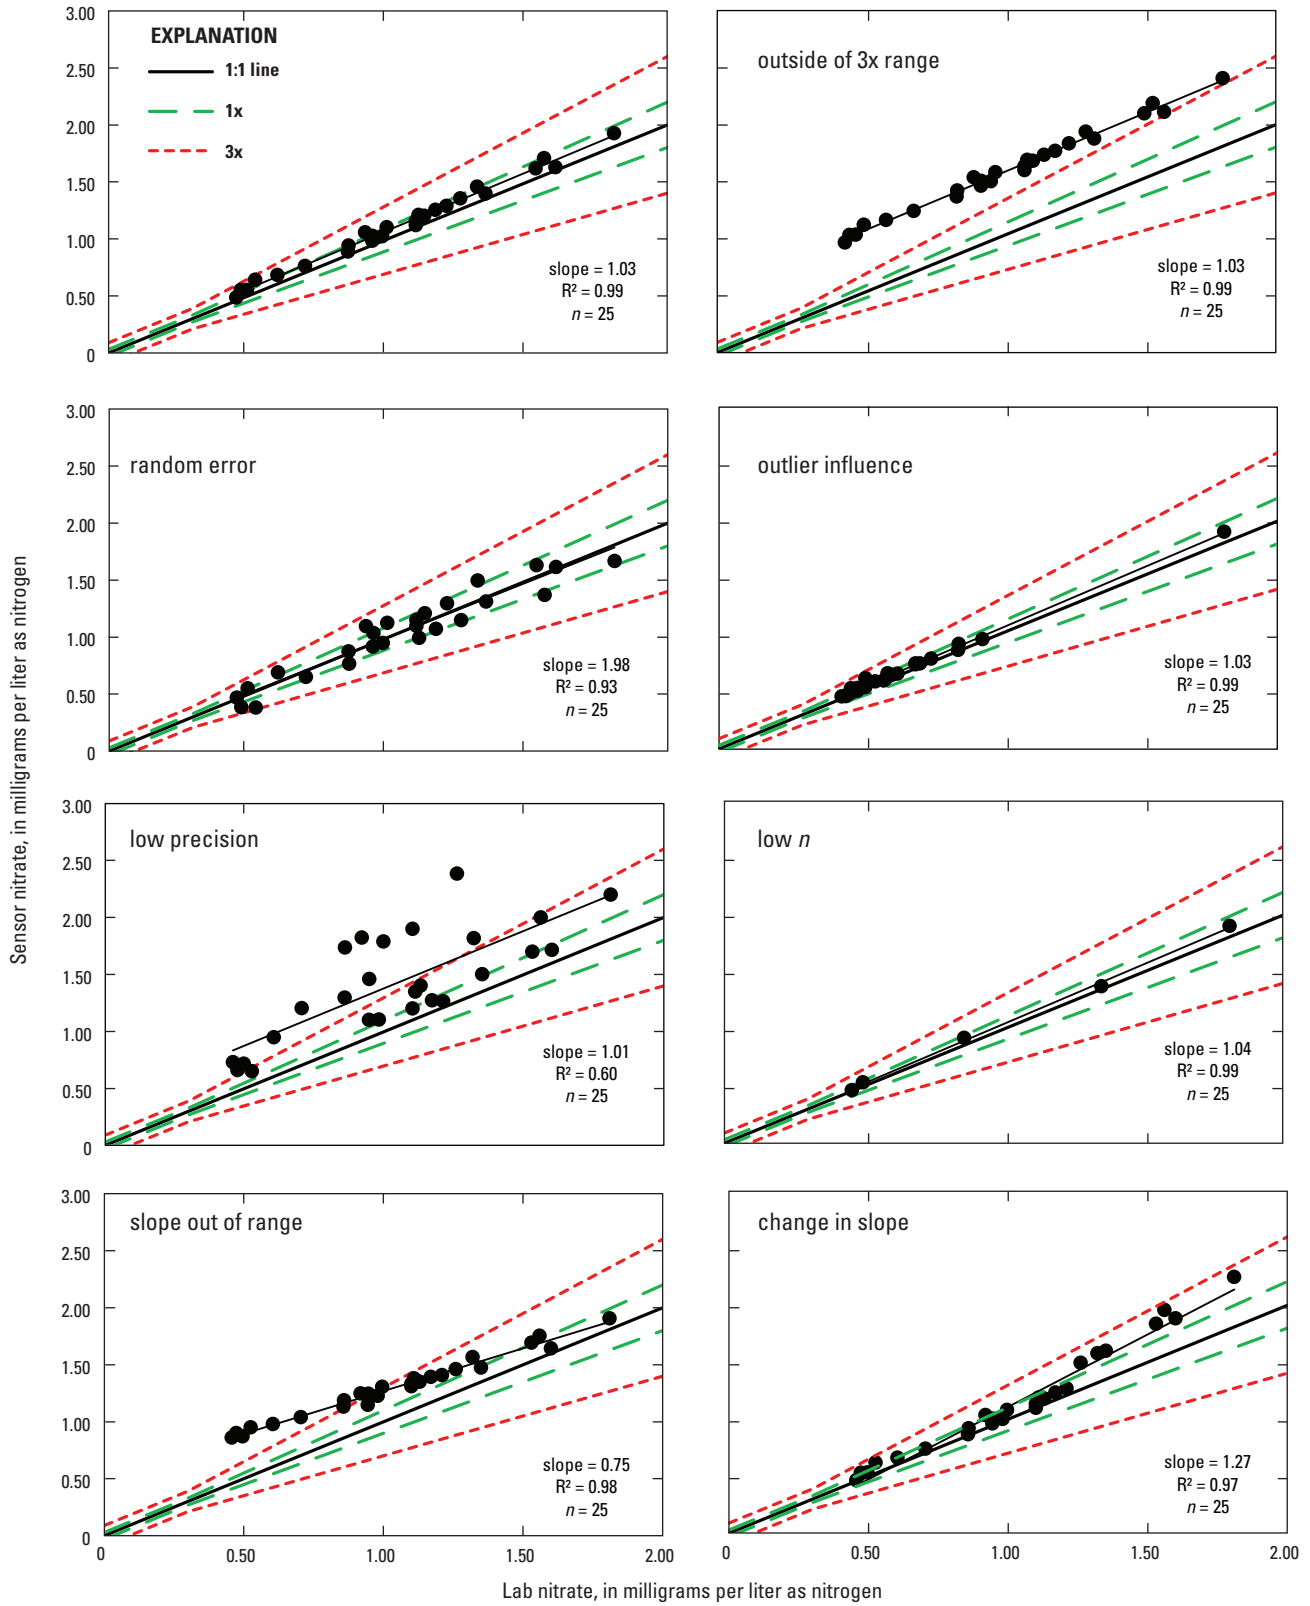 3.00
2.50
2.00
1.50
1.00
0.50
0
EXPLANATION
1:1 line
1x
3x
slope = 1.03
R² = 0.99
n = 25
outside of 3x range
slope = 1.03
R² = 0.99
n = 25
3.00
2.50
2.00
1.50
1.00
0.50
0
random error
slope = 1.98
R² = 0.93
n = 25
outlier influence
slope = 1.03
R² = 0.99
n = 25
Sensor nitrate, in milligrams per liter as nitrogen
3.00
2.50
2.00
1.50
1.00
0.50
0
low precision
slope = 1.01
R² = 0.60
n = 25
low n
slope = 1.04
R² = 0.99
n = 25
3.00
2.50
2.00
1.50
1.00
0.50
0
slope out of range
slope = 0.75
R² = 0.98
n = 25
change in slope
slope = 1.27
R² = 0.97
n = 25
0 0.50 1.00 1.50 2.00
0 0.50 1.00 1.50 2.00
Lab nitrate, in milligrams per liter as nitrogen